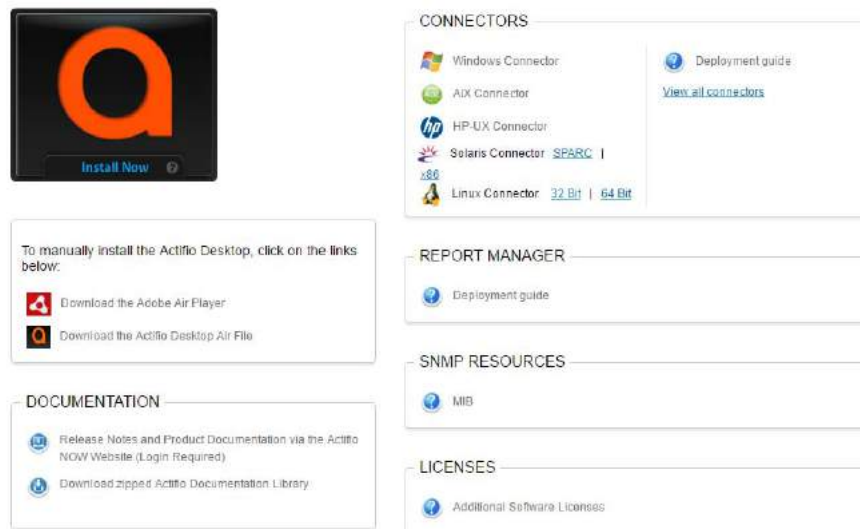 Install Now
To manually install the Actifio Desktop, click on the links
below:
Download the Adobe Air Player
Download the Actifio Desktop Air File
DOCUMENTATION
Release Notes and Product Documentation via the Actifio
NOW Website (Login Required)
Download zipped Actifio Documentation Library
CONNECTORS
Windows Connector
AIX Connector
hp HP-UX Connector
Solaris Connector SPARC |
x86
Linux Connector 32 Bit | 64 Bit
Deployment guide
View all connectors
REPORT MANAGER
Deployment guide
SNMP RESOURCES
MIB
LICENSES
Additional Software Licenses